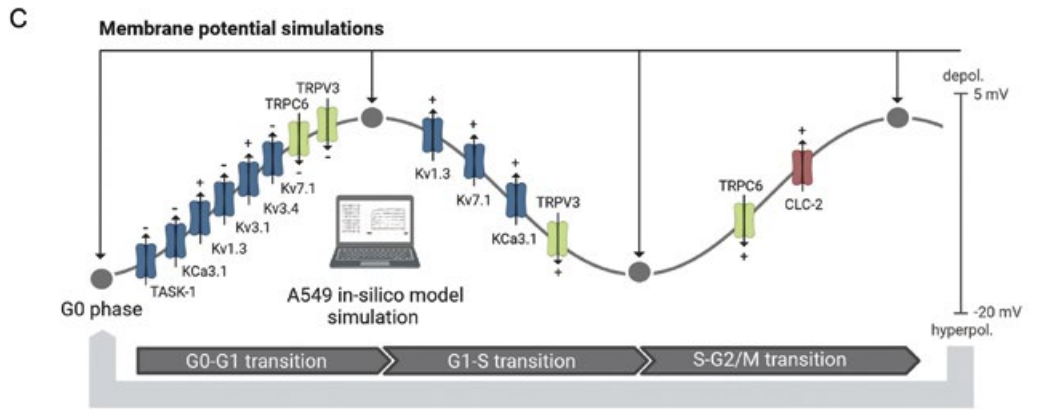 C
Membrane potential simulations
depol.
5 mV
TRPV3
TRPC6
+
-
+
-
+
-
-
-
-
Kv7.1
Kv3.4
Kv3.1
Kv1.3
KCa3.1
TASK-1
G0 phase
+
Kv1.3
+
Kv7.1
+
KCa3.1
TRPV3
+
A549 in-silico model
simulation
TRPC6
+
+
CLC-2
-20 mV
hyperpol.
G0-G1 transition
G1-S transition
S-G2/M transition